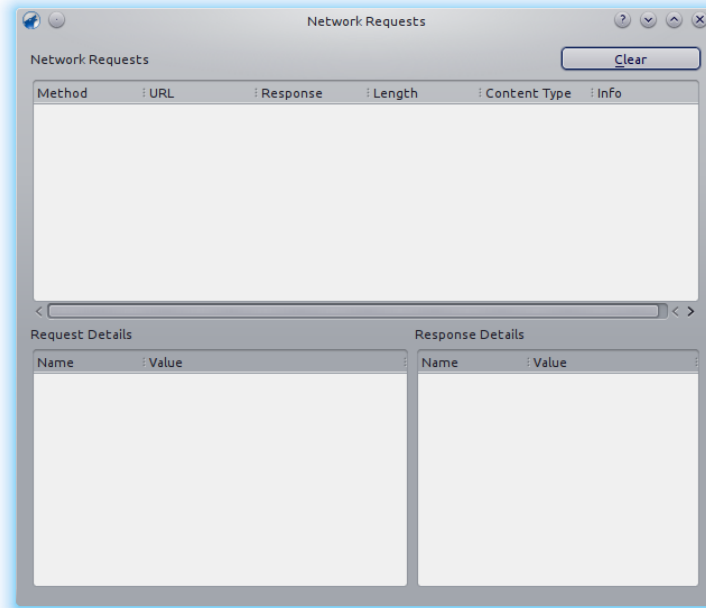 Network Requests
Network Requests Clear
Method URL Response Length Content Type Info
Request Details Response Details
Name Value Name Value